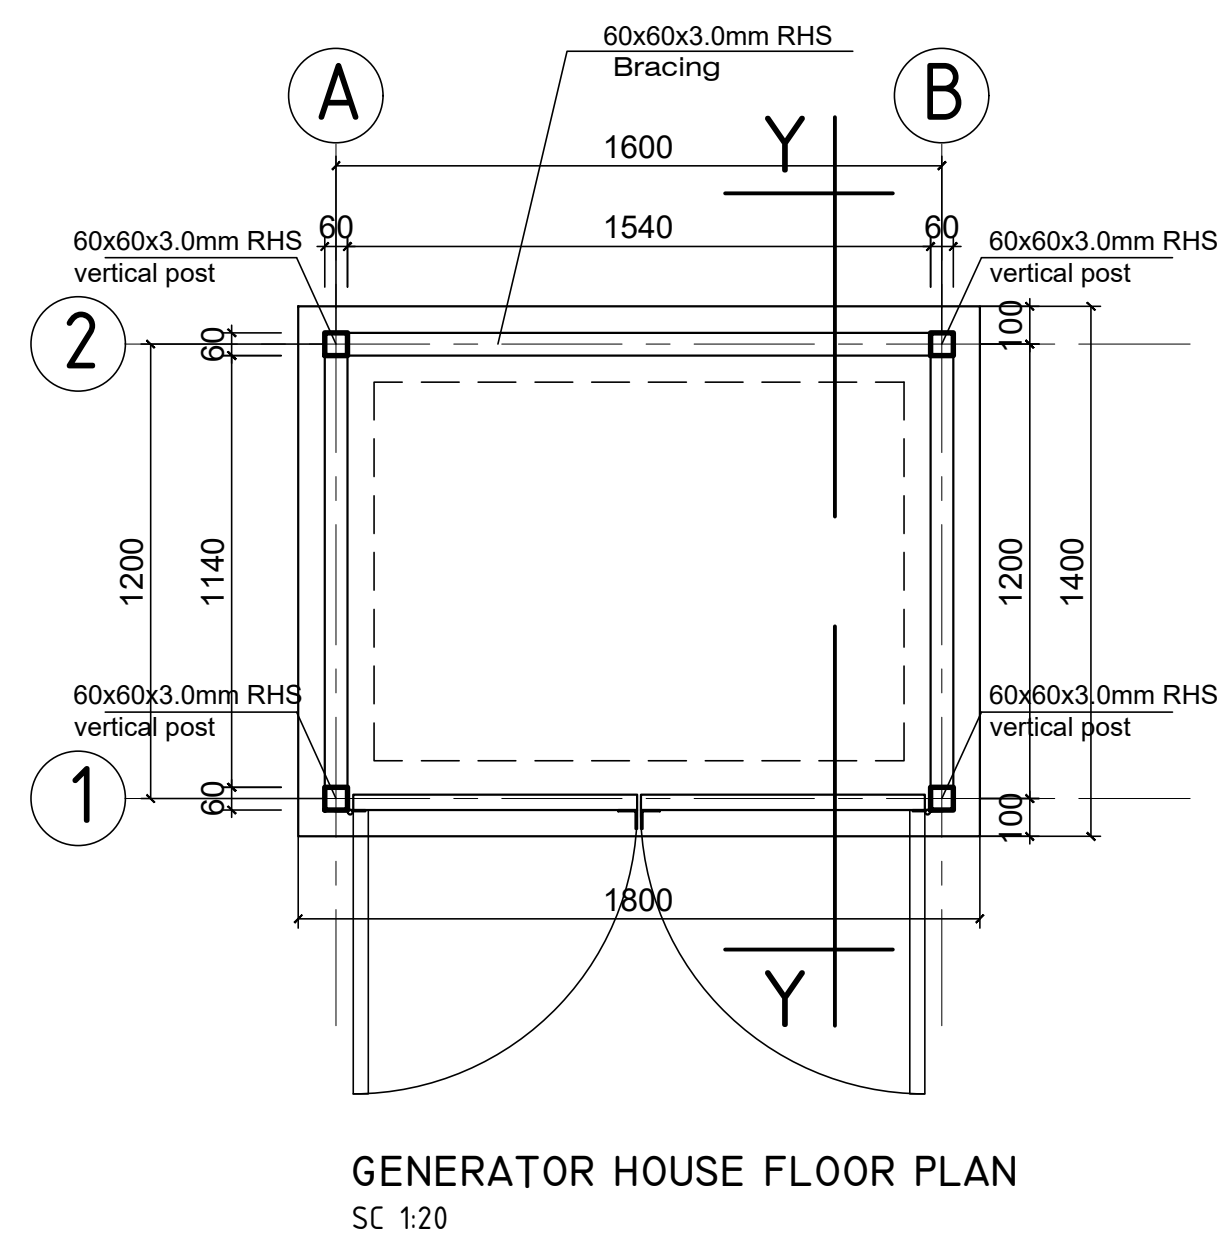 60x60x3.0mm RHS
Bracing
A
B
Y
1600
60
1540
60
60x60x3.0mm RHS
vertical post
60x60x3.0mm RHS
vertical post
2
60
100
1200
1140
1200
1400
60x60x3.0mm RHS
vertical post
60x60x3.0mm RHS
vertical post
1
60
100
1800
Y
GENERATOR HOUSE FLOOR PLAN
SC 1:20